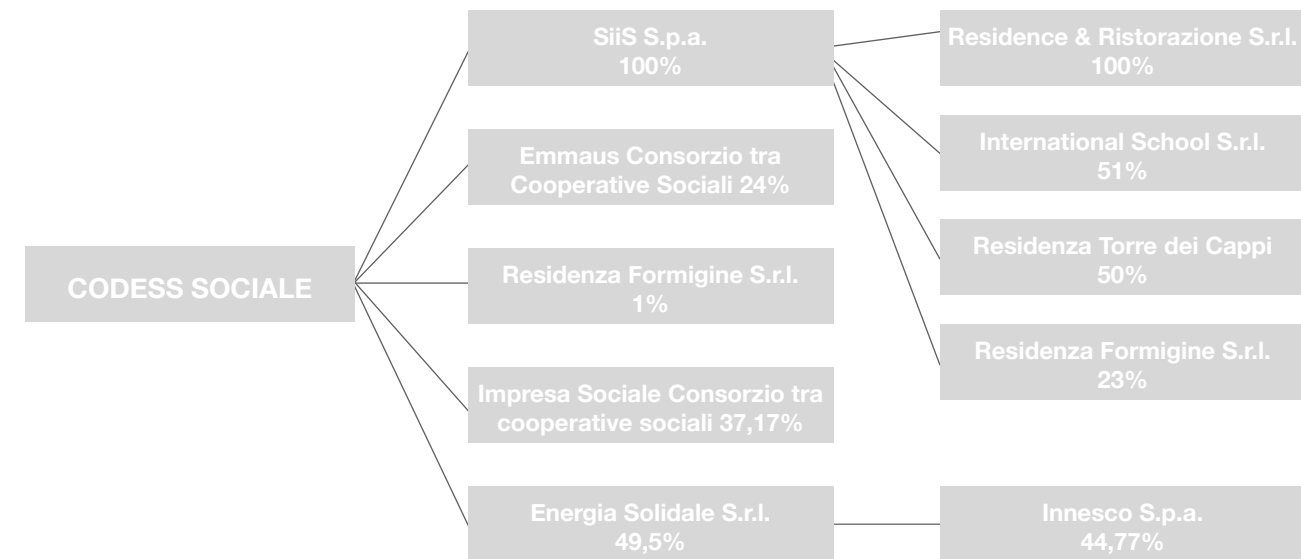 CODESS SOCIALE
SiiS S.p.a.
100%
Emmaus Consorzio tra
Cooperative Sociali 24%
Residenza Formigine S.r.l.
1%
Impresa Sociale Consorzio tra
cooperative sociali 37,17%
Energia Solidale S.r.l.
49,5%
Residence & Ristorazione S.r.l.
100%
International School S.r.l.
51%
Residenza Torre dei Cappi
50%
Residenza Formigine S.r.l.
23%
Innesco S.p.a.
44,77%